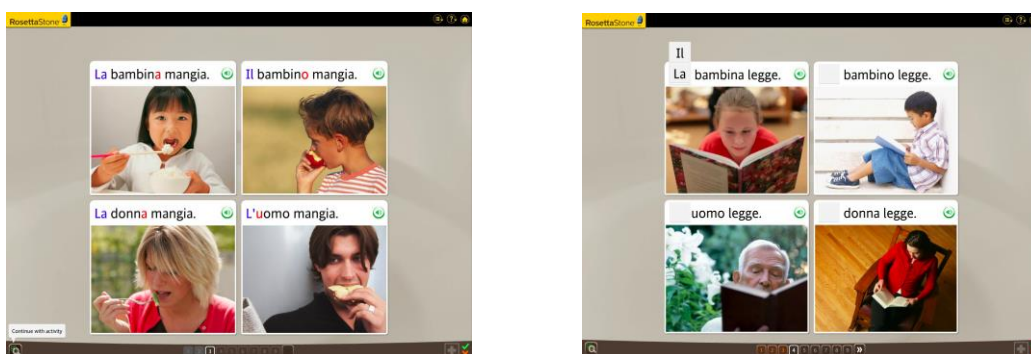 RosettaStone
La bambina mangia.
Il bambino mangia.
La donna mangia.
L'uomo mangia.
Continue with activity
RosettaStone
Il
La bambina legge.
bambino legge.
uomo legge.
donna legge.